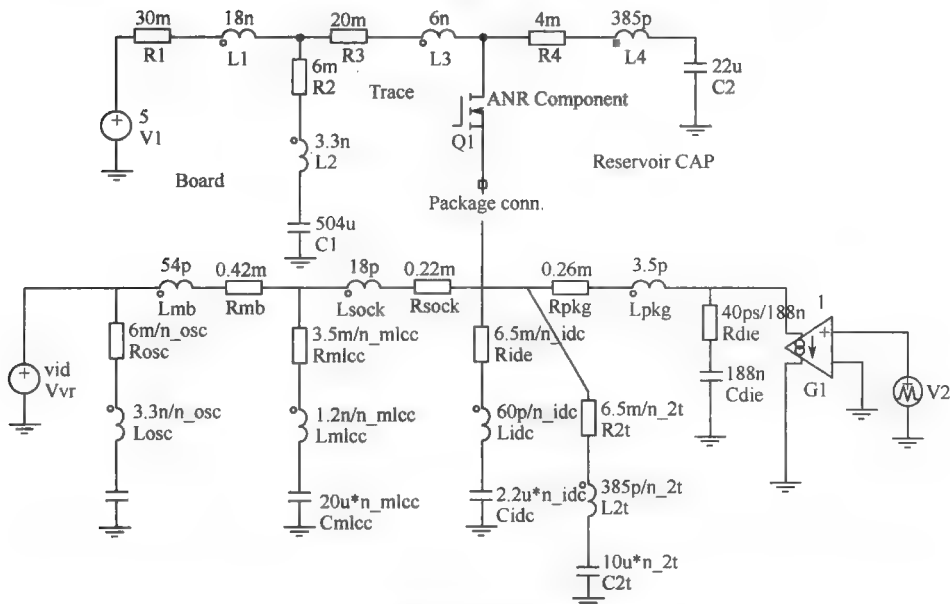 30m
R1
18n
L1
20m
R3
6n
L3
4m
R4
385p
L4
6m
R2
Trace
ANR Component
Q1
22u
C2
5
V1
3.3n
L2
Reservoir CAP
Board
Package conn.
504u
C1
54p
Lmb
0.42m
Rmb
18p
Lsock
0.22m
Rsock
0.26m
Rpkg
3.5p
Lpkg
1
6m/n_osc
Rosc
3.5m/n_mlcc
Rmlcc
6.5m/n_idc
Ride
40ps/188n
Rdie
vid
Vvr
188n
Cdie
G1
V2
3.3n/n_osc
Losc
1.2n/n_mlcc
Lmlcc
60p/n_idc
Lidc
6.5m/n_2t
R2t
20u*n_mlcc
Cmlcc
2.2u*n_idc
Cidc
385p/n_2t
L2t
10u*n_2t
C2t